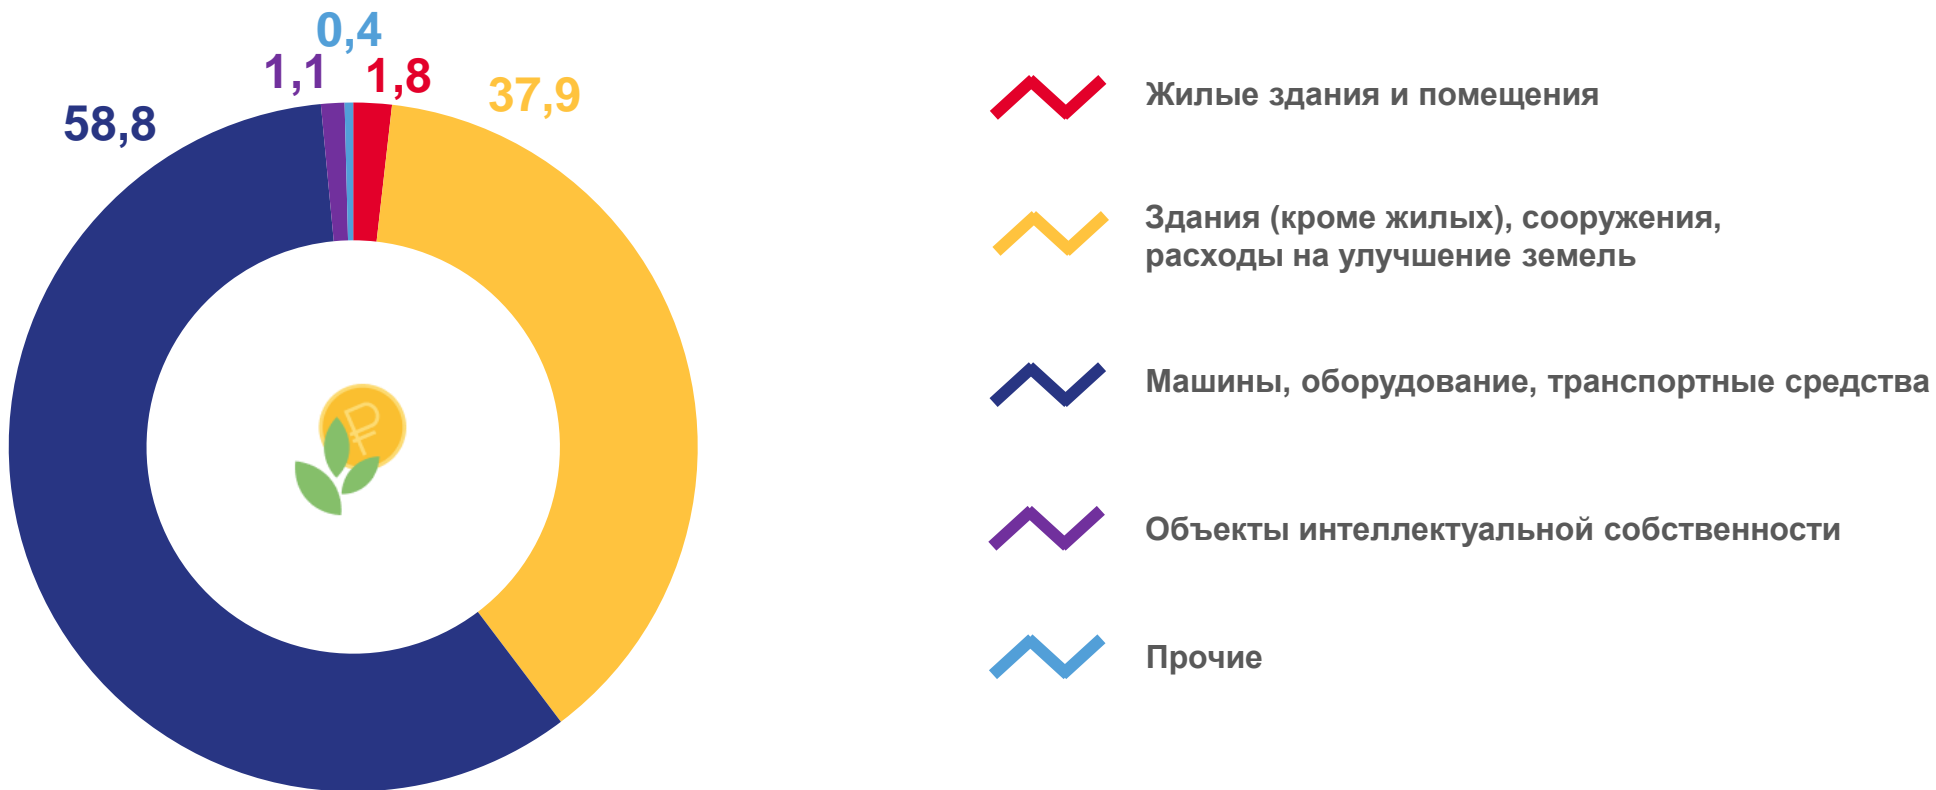 0,4
1,1
1,8
37,9
58,8
Жилые здания и помещения
Здания (кроме жилых), сооружения,
расходы на улучшение земель
Машины, оборудование, транспортные средства
Объекты интеллектуальной собственности
Прочие